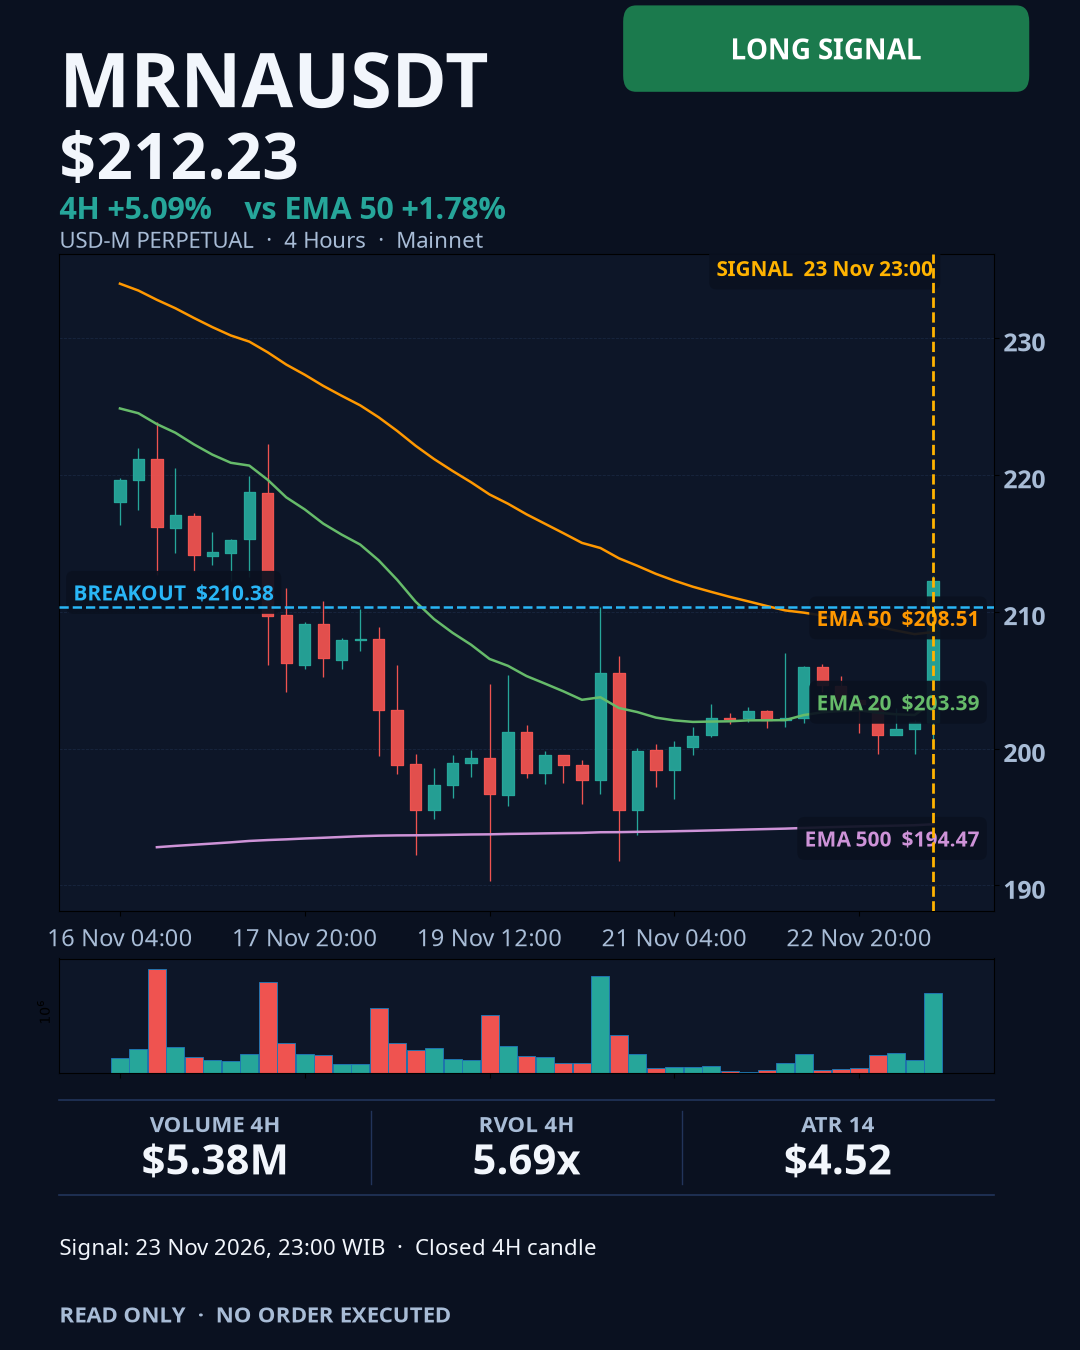 LONG SIGNAL
MRNAUSDT
$212.23
4H +5.09% vs EMA 50 +1.78%
USD-M PERPETUAL · 4 Hours · Mainnet
SIGNAL 23 Nov 23:00
230
220
BREAKOUT $210.38
210
EMA 50 $208.51
EMA 20 $203.39
200
EMA 500 $194.47
190
16 Nov 04:00 17 Nov 20:00 19 Nov 12:00 21 Nov 04:00 22 Nov 20:00
10⁶
VOLUME 4H RVOL 4H ATR 14
$5.38M 5.69x $4.52
Signal: 23 Nov 2026, 23:00 WIB · Closed 4H candle
READ ONLY · NO ORDER EXECUTED